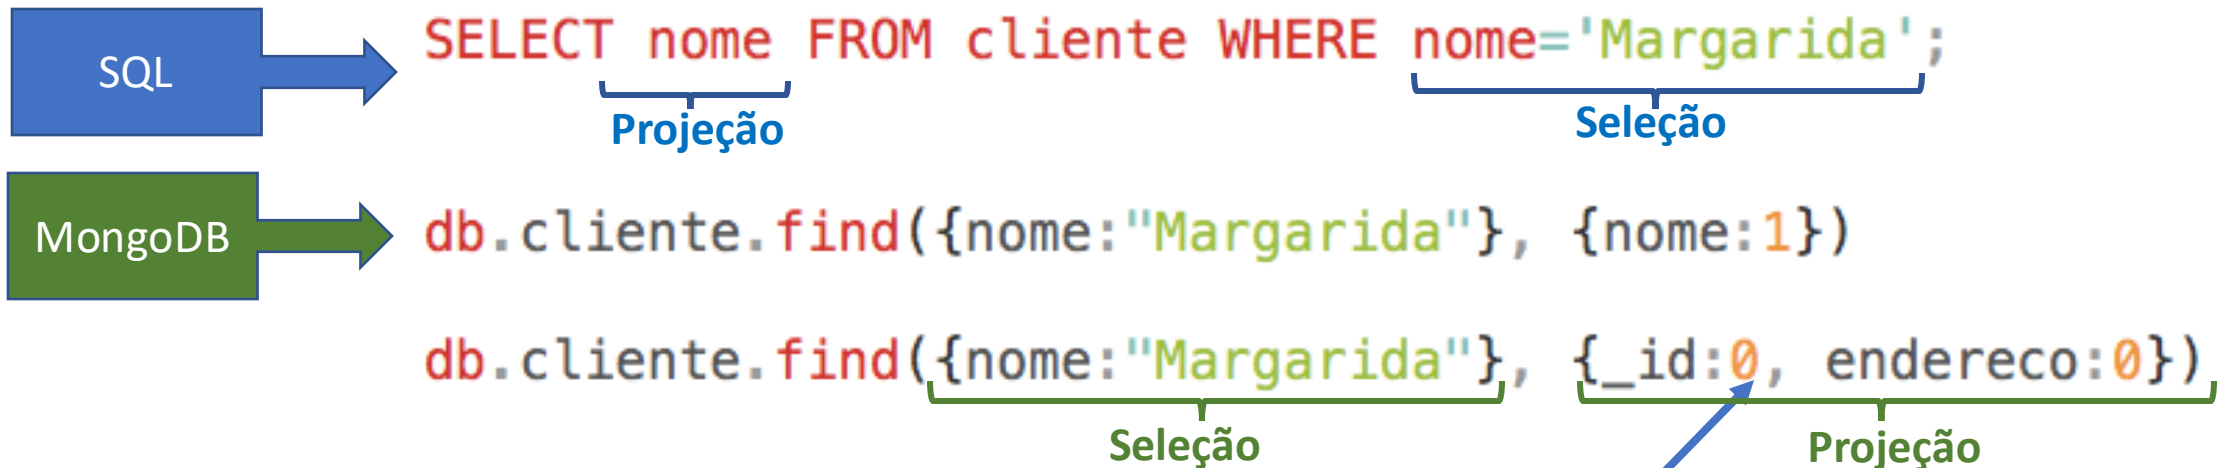 SQL
SELECT nome FROM cliente WHERE nome='Margarida';
Projeção
Seleção
MongoDB
db.cliente.find({nome:"Margarida"}, {nome:1})
db.cliente.find({nome:"Margarida"}, {_id:0, endereco:0})
Seleção
Projeção